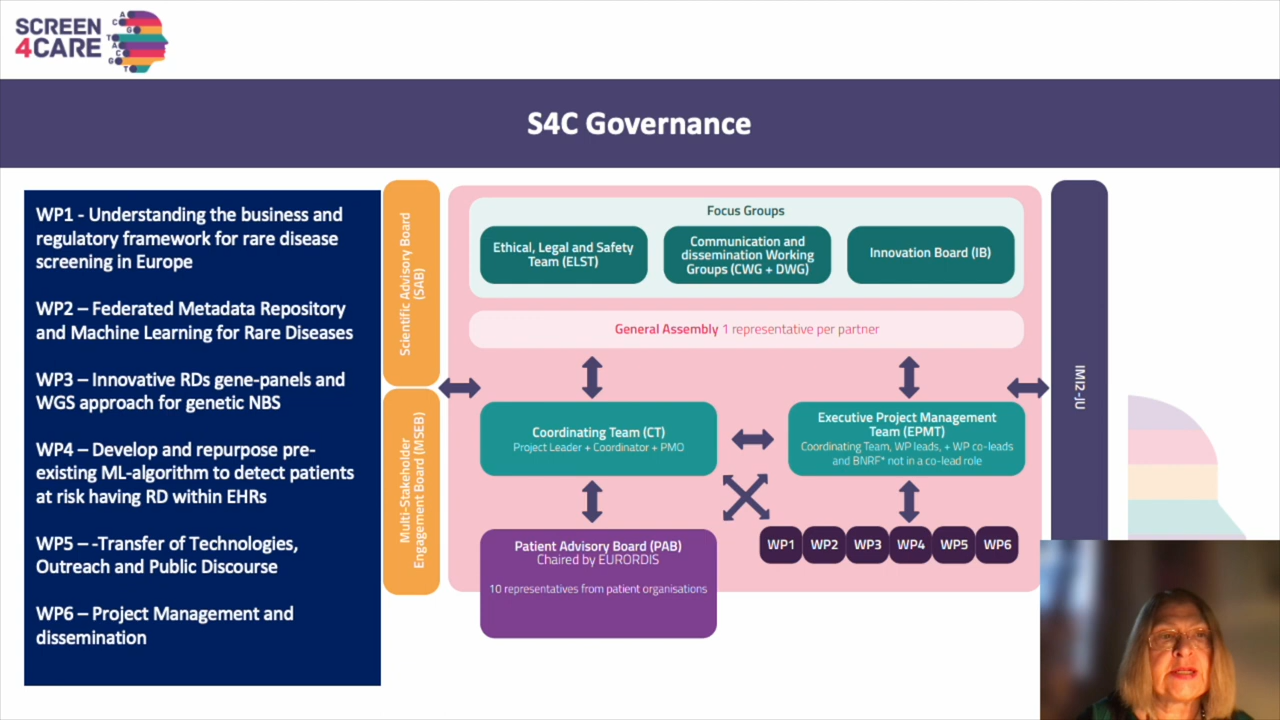 SCREEN
4CARE
A
C
G
T
A
C
G
T
S4C Governance
WP1 - Understanding the business and
regulatory framework for rare disease
screening in Europe
WP2 – Federated Metadata Repository
and Machine Learning for Rare Diseases
WP3 – Innovative RDs gene-panels and
WGS approach for genetic NBS
WP4 – Develop and repurpose pre-
existing ML-algorithm to detect patients
at risk having RD within EHRs
WP5 – -Transfer of Technologies,
Outreach and Public Discourse
WP6 – Project Management and
dissemination
Scientific Advisory Board
(SAB)
Multi-Stakeholder
Engagement Board (MSEB)
Focus Groups
Ethical, Legal and Safety
Team (ELST)
Communication and
dissemination Working
Groups (CWG + DWG)
Innovation Board (IB)
General Assembly 1 representative per partner
Coordinating Team (CT)
Project Leader + Coordinator + PMO
Executive Project Management
Team (EPMT)
Coordinating Team, WP leads, + WP co-leads
and BNRF* not in a co-lead role
Patient Advisory Board (PAB)
Chaired by EURORDIS
10 representatives from patient organisations
WP1 WP2 WP3 WP4 WP5 WP6
IMI2-JU